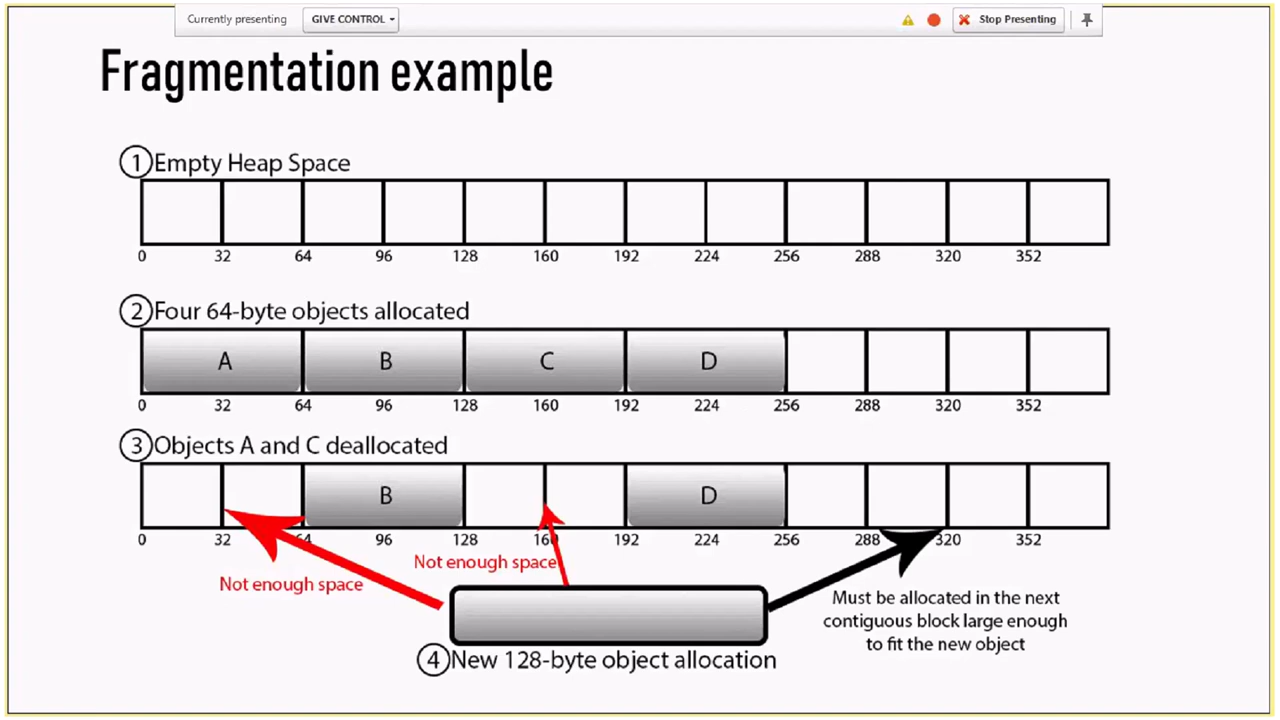 Currently presenting GIVE CONTROL Stop Presenting
Fragmentation example
1 Empty Heap Space
0 32 64 96 128 160 192 224 256 288 320 352
2 Four 64-byte objects allocated
A B C D
0 32 64 96 128 160 192 224 256 288 320 352
3 Objects A and C deallocated
B D
0 32 64 96 128 160 192 224 256 288 320 352
Not enough space
Not enough space
Must be allocated in the next
contiguous block large enough
to fit the new object
4 New 128-byte object allocation